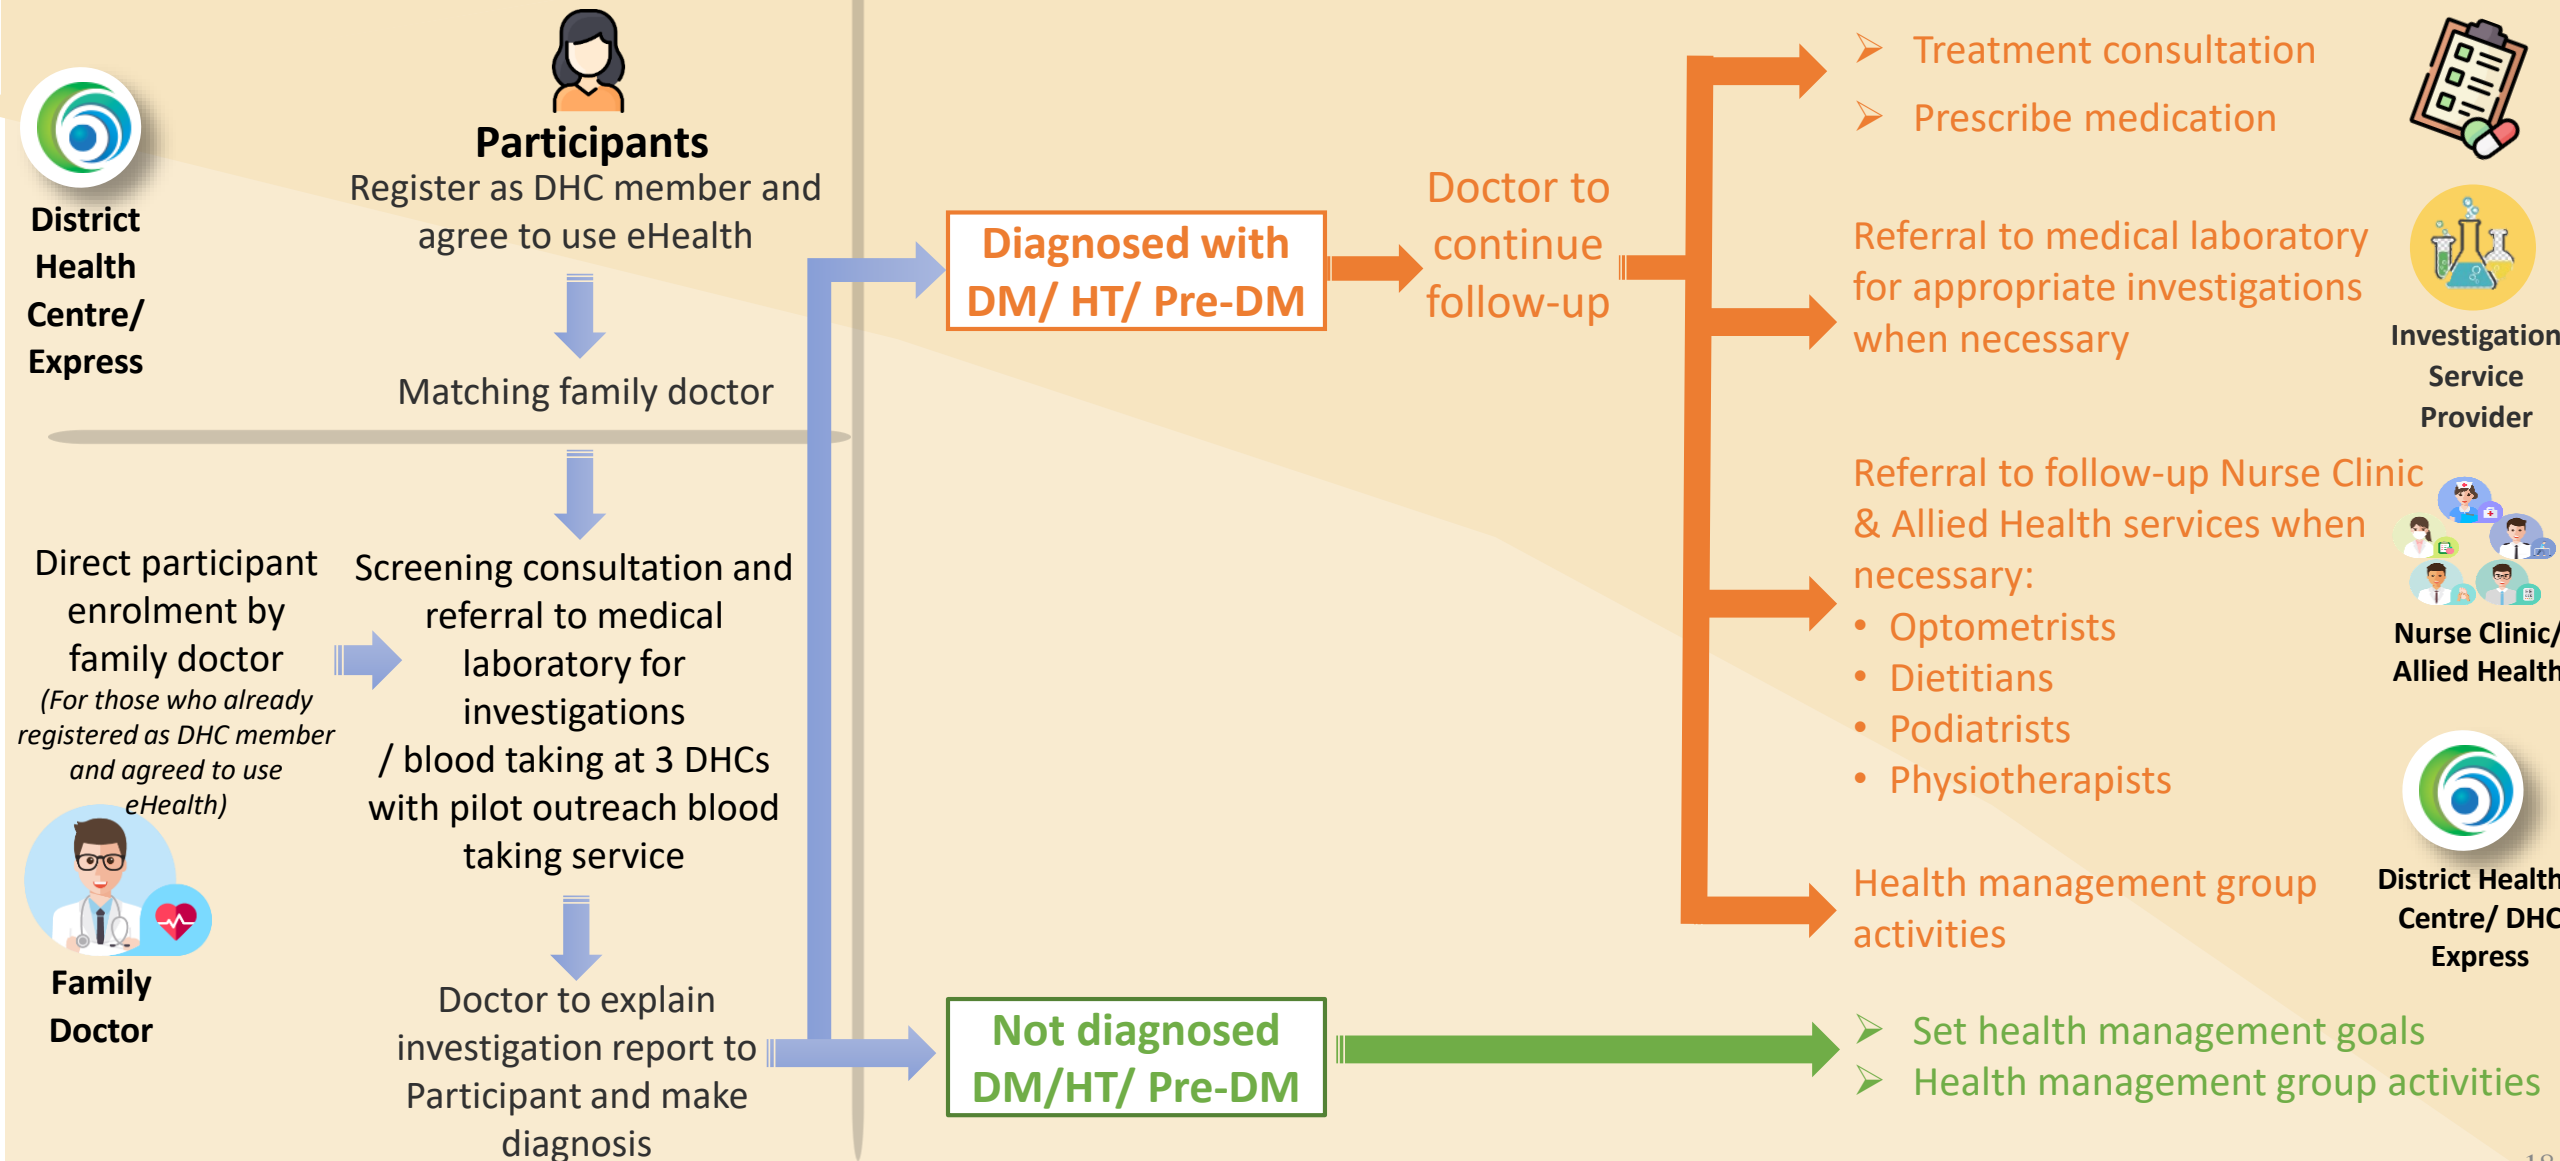 District
Health
Centre/
Express
Participants
Register as DHC member and
agree to use eHealth
Matching family doctor
Direct participant
enrolment by
family doctor
(For those who already
registered as DHC member
and agreed to use
eHealth)
Family
Doctor
Screening consultation and
referral to medical
laboratory for
investigations
/ blood taking at 3 DHCs
with pilot outreach blood
taking service
Doctor to explain
investigation report to
Participant and make
diagnosis
Diagnosed with
DM/ HT/ Pre-DM
Doctor to
continue
follow-up
➢ Treatment consultation
➢ Prescribe medication
Referral to medical laboratory
for appropriate investigations
when necessary
Investigation
Service
Provider
Referral to follow-up Nurse Clinic
& Allied Health services when
necessary:
• Optometrists
• Dietitians
• Podiatrists
• Physiotherapists
Nurse Clinic/
Allied Health
Health management group
activities
District Health
Centre/ DHC
Express
Not diagnosed
DM/HT/ Pre-DM
➢ Set health management goals
➢ Health management group activities